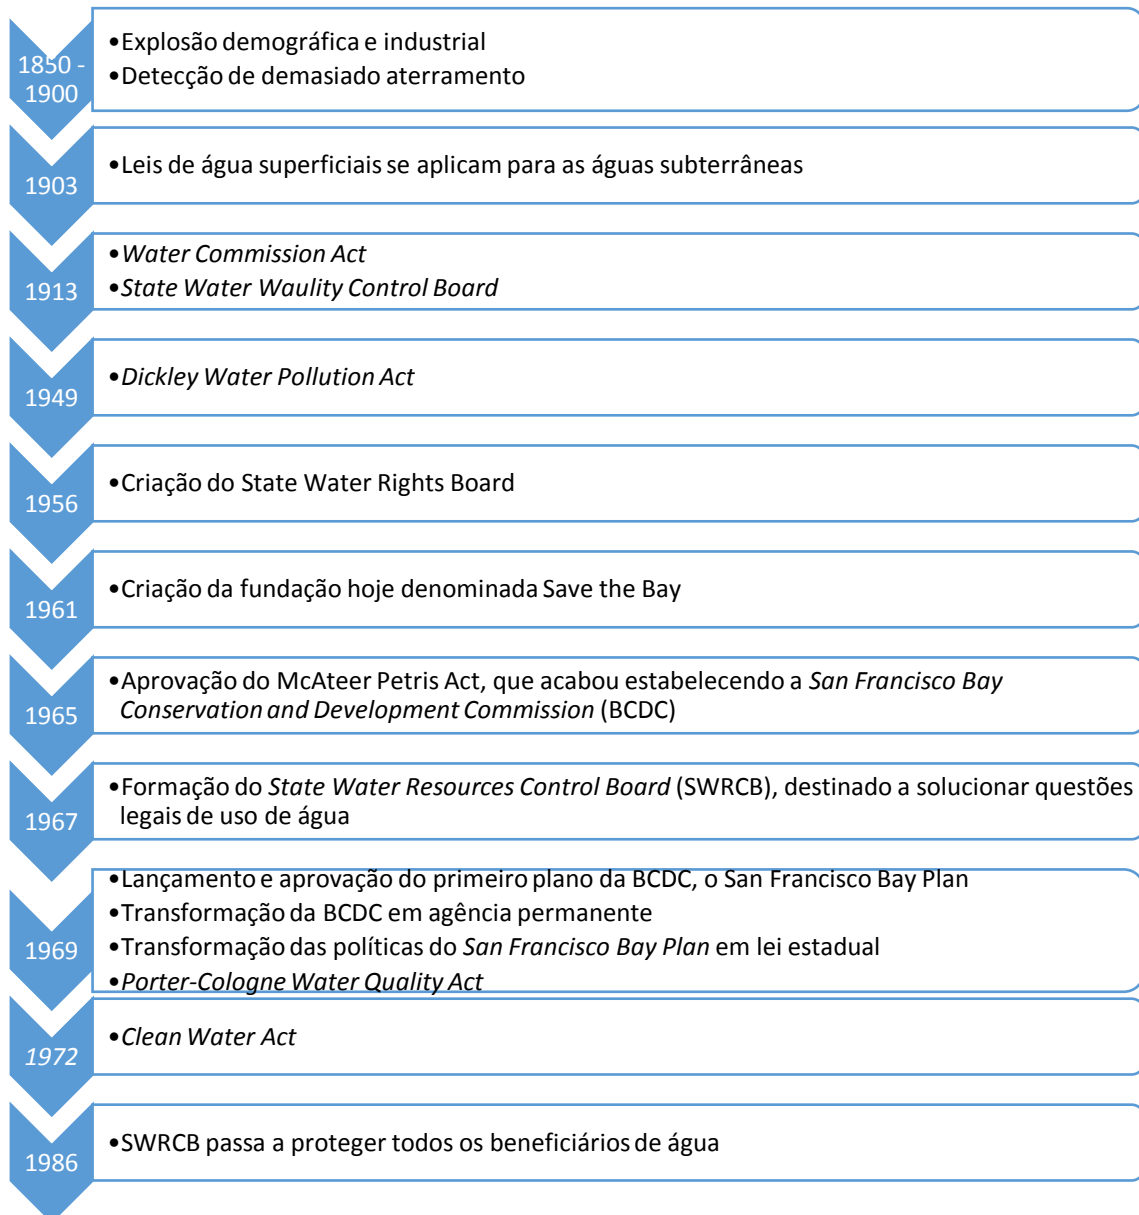 1850 -
1900
•Explosão demográfica e industrial
•Detecção de demasiado aterramento
1903
•Leis de água superficiais se aplicam para as águas subterrâneas
1913
•Water Commission Act
•State Water Waulity Control Board
1949
•Dickley Water Pollution Act
1956
•Criação do State Water Rights Board
1961
•Criação da fundação hoje denominada Save the Bay
1965
•Aprovação do McAteer Petris Act, que acabou estabelecendo a San Francisco Bay
Conservation and Development Commission (BCDC)
1967
•Formação do State Water Resources Control Board (SWRCB), destinado a solucionar questões
legais de uso de água
1969
•Lançamento e aprovação do primeiro plano da BCDC, o San Francisco Bay Plan
•Transformação da BCDC em agência permanente
•Transformação das políticas do San Francisco Bay Plan em lei estadual
•Porter-Cologne Water Quality Act
1972
•Clean Water Act
1986
•SWRCB passa a proteger todos os beneficiários de água